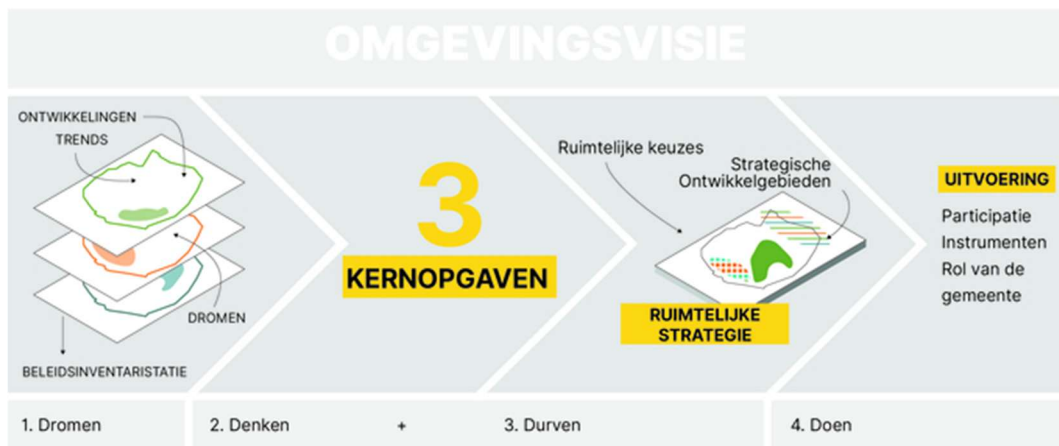 OMGEVINGSVISIE
ONTWIKKELINGEN
TRENDS
DROMEN
BELEIDSINVENTARISTATIE
3
KERNOPGAVEN
Ruimtelijke keuzes
Strategische
Ontwikkelgebieden
RUIMTELIJKE
STRATEGIE
UITVOERING
Participatie
Instrumenten
Rol van de
gemeente
1. Dromen
2. Denken + 3. Durven
4. Doen